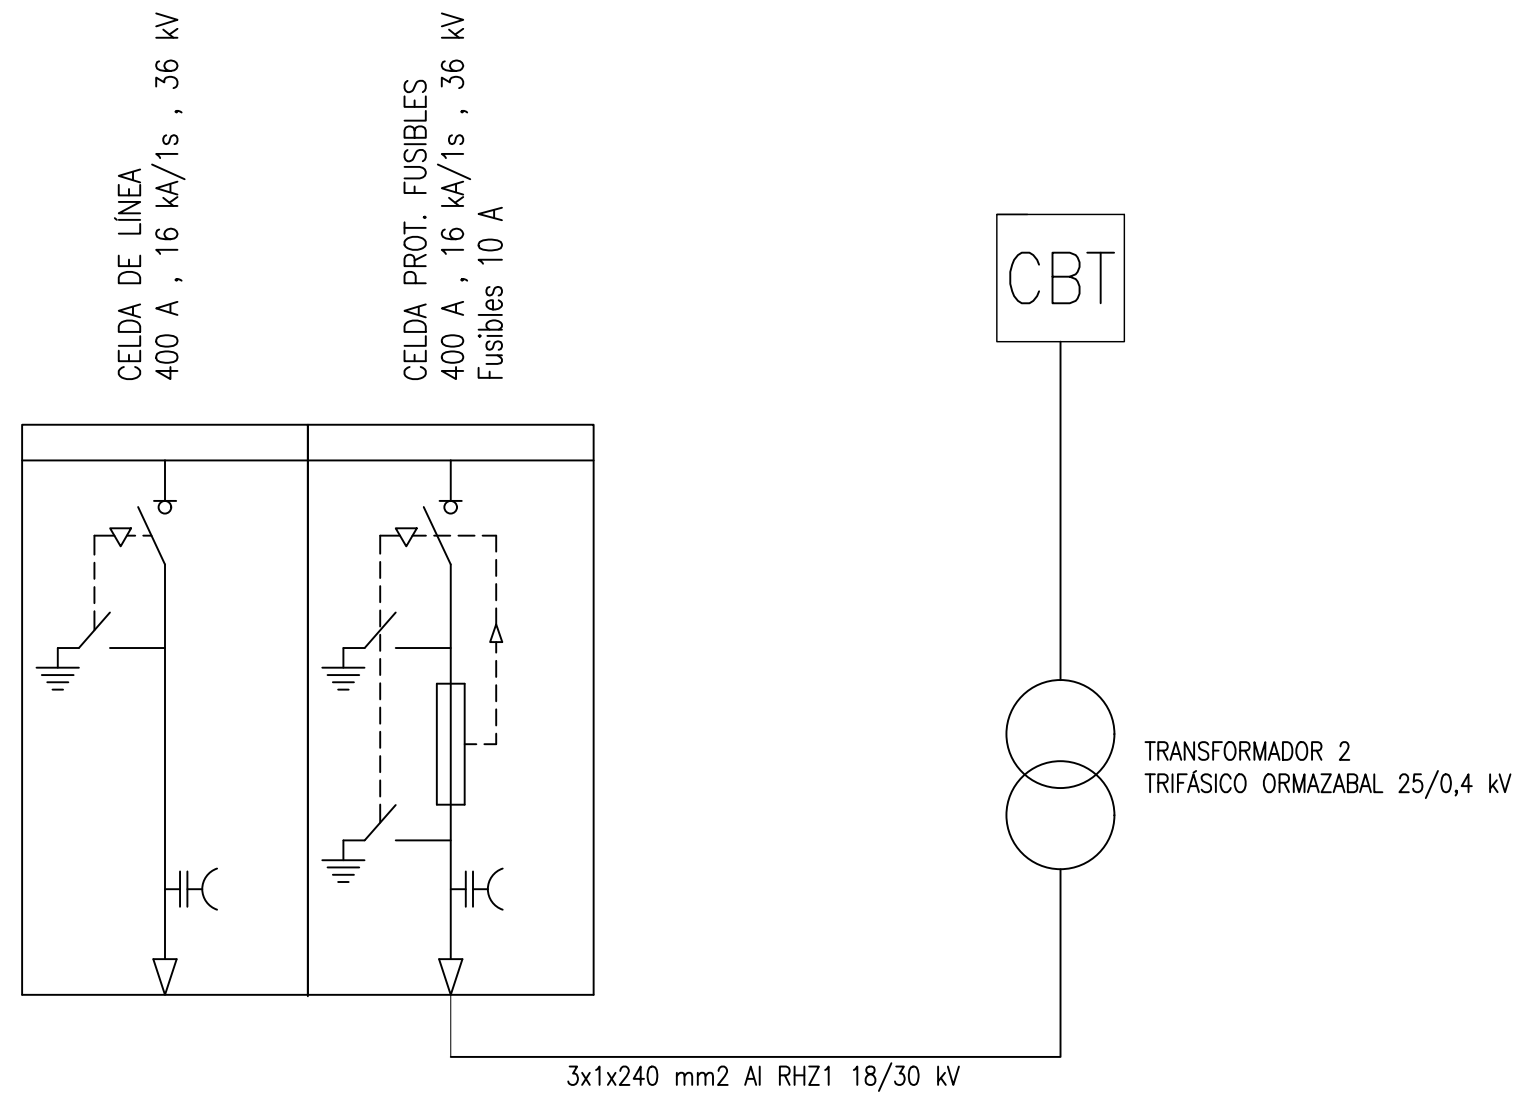 CELDA DE LÍNEA
400 A , 16 kA/1s , 36 kV
CELDA PROT. FUSIBLES
400 A , 16 kA/1s , 36 kV
Fusibles 10 A
CBT
TRANSFORMADOR 2
TRIFÁSICO ORMAZABAL 25/0,4 kV
3x1x240 mm2 Al RHZ1 18/30 kV